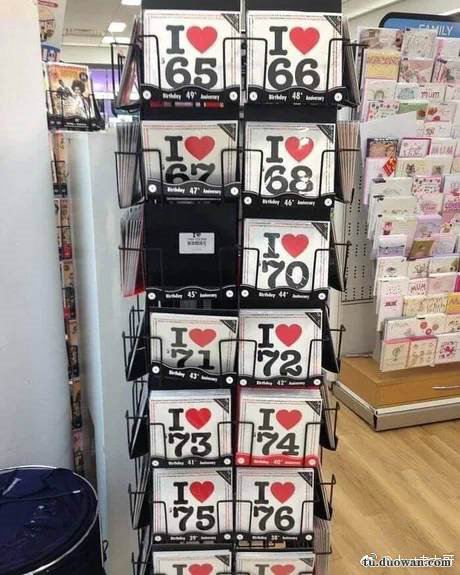 FAMILY
I ❤
'65
I ❤
'66
Birthday 49th Anniversary
Birthday 48th Anniversary
I ❤
'67
I ❤
'68
Birthday 47th Anniversary
Birthday 46th Anniversary
I ❤
'70
Birthday 45th Anniversary
Birthday 44th Anniversary
I ❤
'71
I ❤
'72
Birthday 43rd Anniversary
Birthday 42nd Anniversary
I ❤
'73
I ❤
'74
Birthday 41st Anniversary
Birthday 40th Anniversary
I ❤
'75
I ❤
'76
Birthday 39th Anniversary
Birthday 38th Anniversary
I ❤
I ❤
mum
MUM
tu.duowan.com